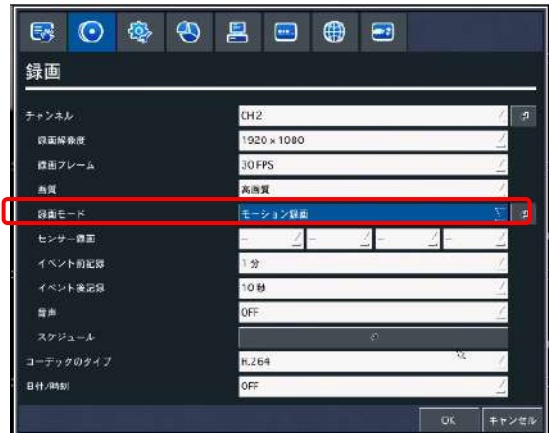 録画
チャンネル CH2
録画解像度 1920 x 1080
録画フレーム 30 FPS
画質 高画質
録画モード モーション録画
センサー録画 – – – –
イベント前記録 1 分
イベント後記録 10 秒
音声 OFF
スケジュール
コーデックのタイプ H.264
日付/時刻 OFF
OK キャンセル